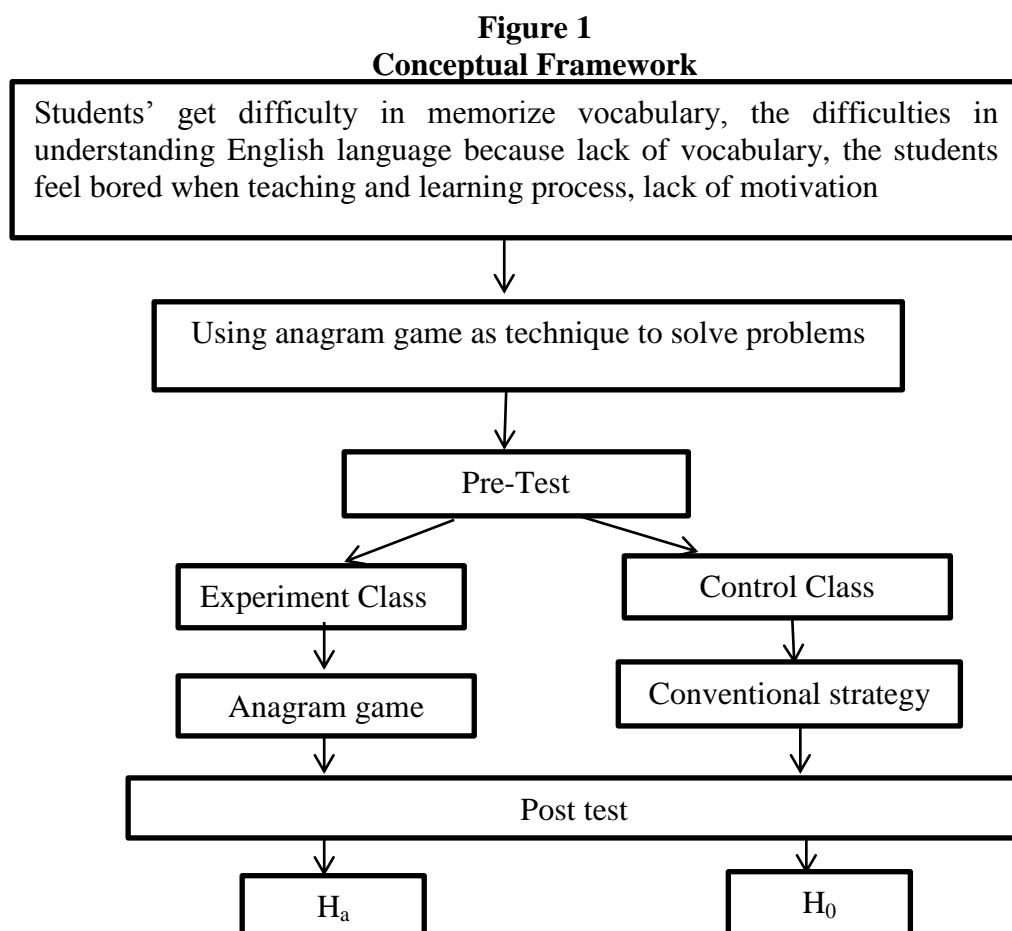 Figure 1
Conceptual Framework
Students’ get difficulty in memorize vocabulary, the difficulties in
understanding English language because lack of vocabulary, the students
feel bored when teaching and learning process, lack of motivation
Using anagram game as technique to solve problems
Pre-Test
Experiment Class
Control Class
Anagram game
Conventional strategy
Post test
Hₐ
H₀